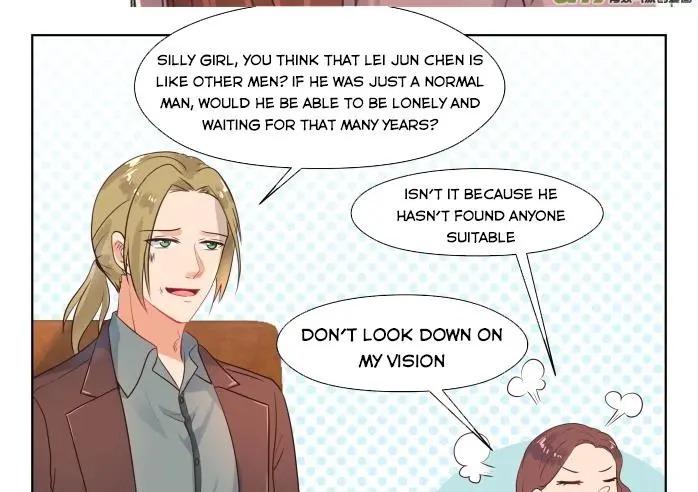 SILLY GIRL, YOU THINK THAT LEI JUN CHEN IS
LIKE OTHER MEN? IF HE WAS JUST A NORMAL
MAN, WOULD HE BE ABLE TO BE LONELY AND
WAITING FOR THAT MANY YEARS?
ISN'T IT BECAUSE HE
HASN'T FOUND ANYONE
SUITABLE
DON'T LOOK DOWN ON
MY VISION